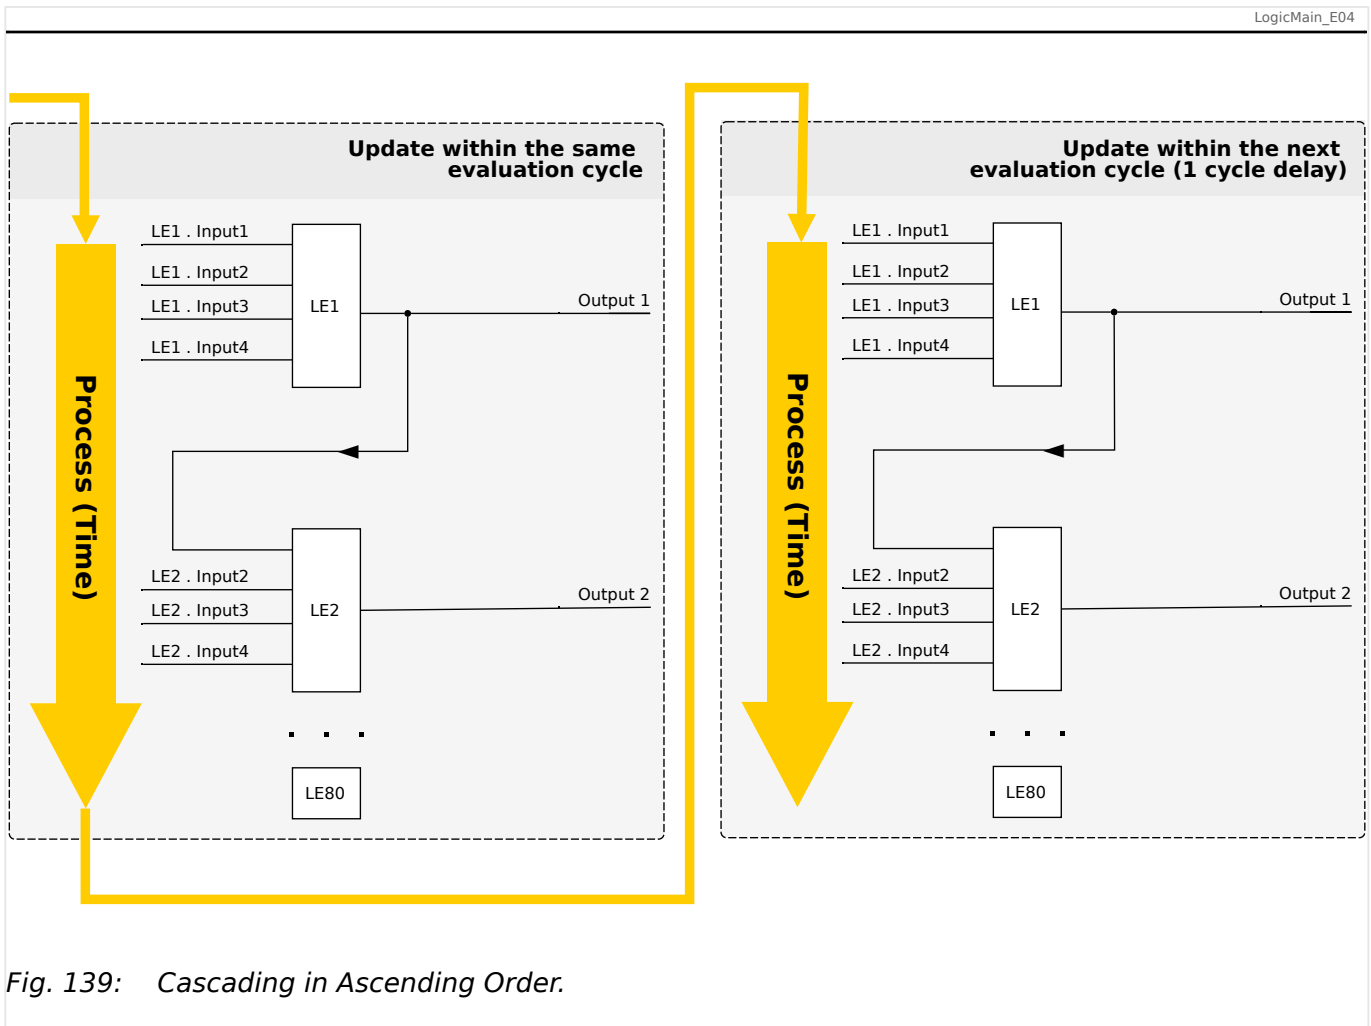 LogicMain_E04
Update within the same
evaluation cycle
LE1 . Input1
LE1 . Input2
LE1 . Input3
LE1 . Input4
LE1
Output 1
Process (Time)
LE2 . Input2
LE2 . Input3
LE2 . Input4
LE2
Output 2
LE80
Update within the next
evaluation cycle (1 cycle delay)
LE1 . Input1
LE1 . Input2
LE1 . Input3
LE1 . Input4
LE1
Output 1
Process (Time)
LE2 . Input2
LE2 . Input3
LE2 . Input4
LE2
Output 2
LE80
Fig. 139: Cascading in Ascending Order.